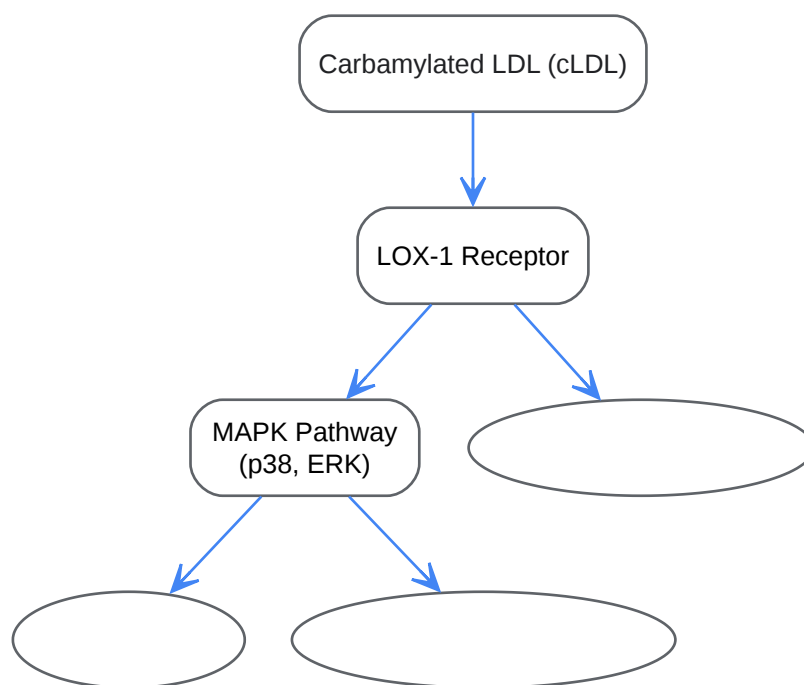 Carbamylated LDL (cLDL)
LOX-1 Receptor
MAPK Pathway
(p38, ERK)